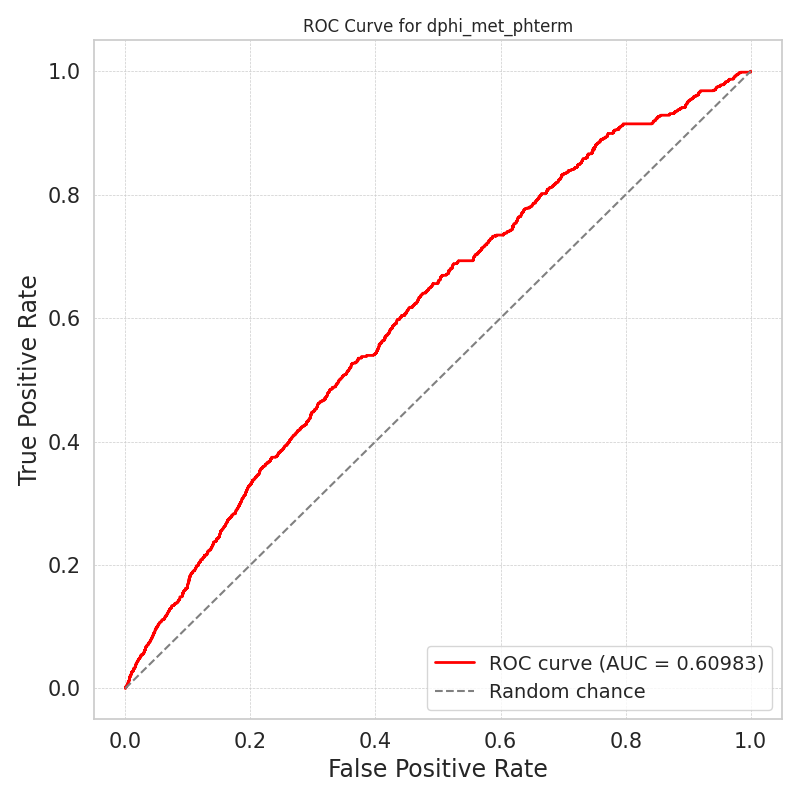 ROC Curve for dphi_met_phterm
True Positive Rate
1.0
0.8
0.6
0.4
0.2
0.0
ROC curve (AUC = 0.60983)
Random chance
0.0 0.2 0.4 0.6 0.8 1.0
False Positive Rate